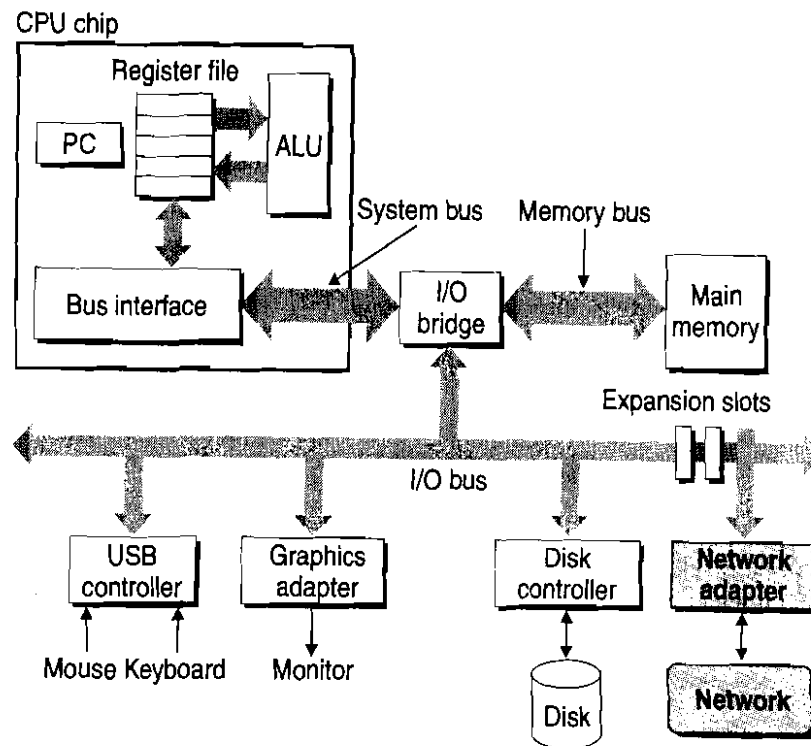 CPU chip
Register file
PC
ALU
System bus
Memory bus
Bus interface
I/O
bridge
Main
memory
Expansion slots
I/O bus
USB
controller
Graphics
adapter
Disk
controller
Network
adapter
Mouse Keyboard
Monitor
Disk
Network